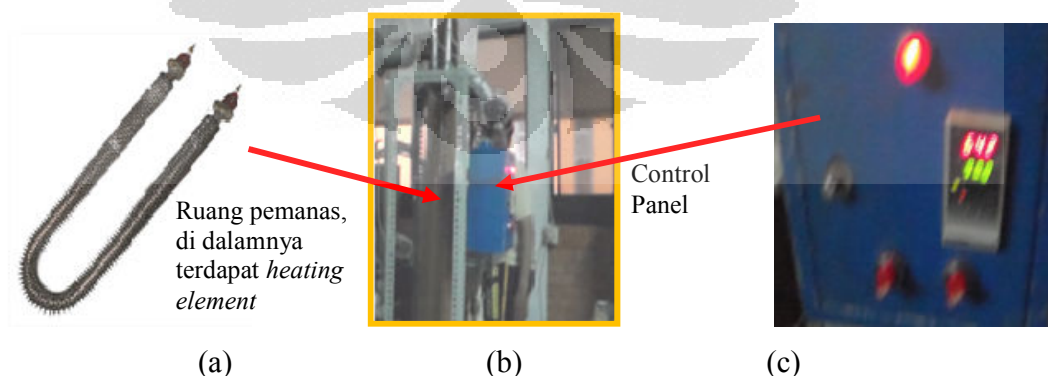 Ruang pemanas,
di dalamnya
terdapat heating
element
Control
Panel
(a)
(b)
(c)